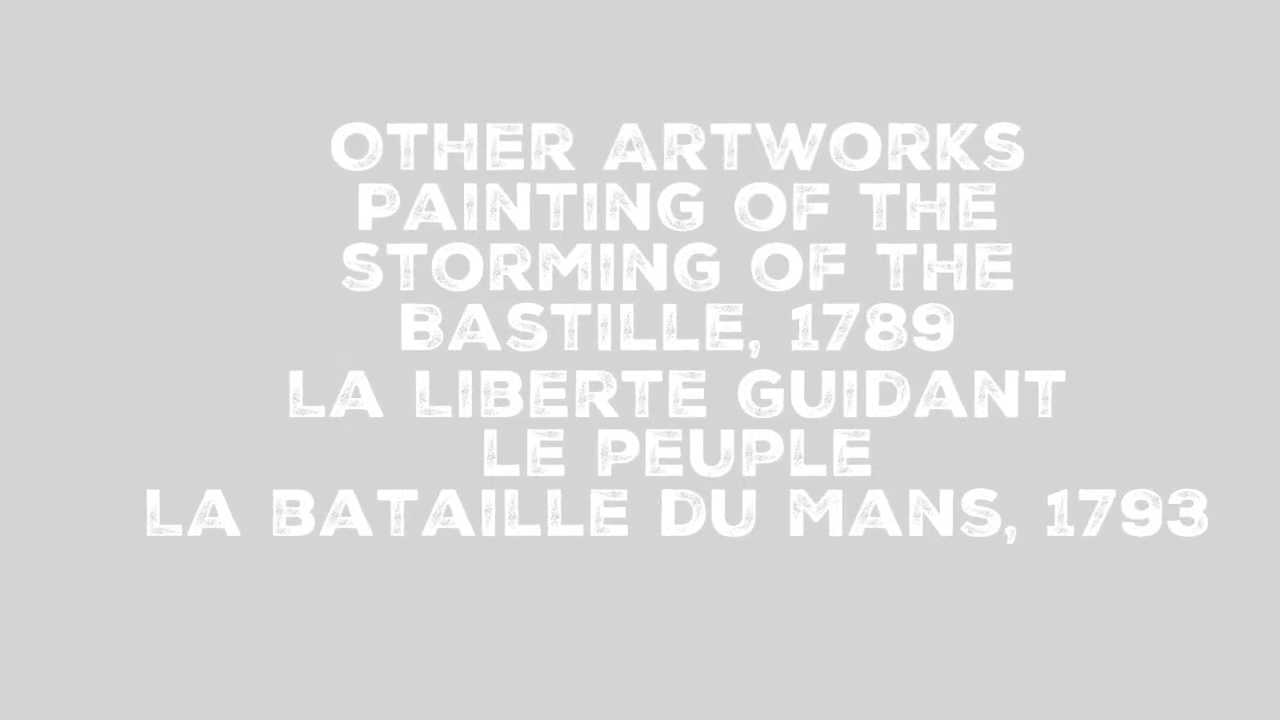 OTHER ARTWORKS
PAINTING OF THE
STORMING OF THE
BASTILLE, 1789
LA LIBERTE GUIDANT
LE PEUPLE
LA BATAILLE DU MANS, 1793